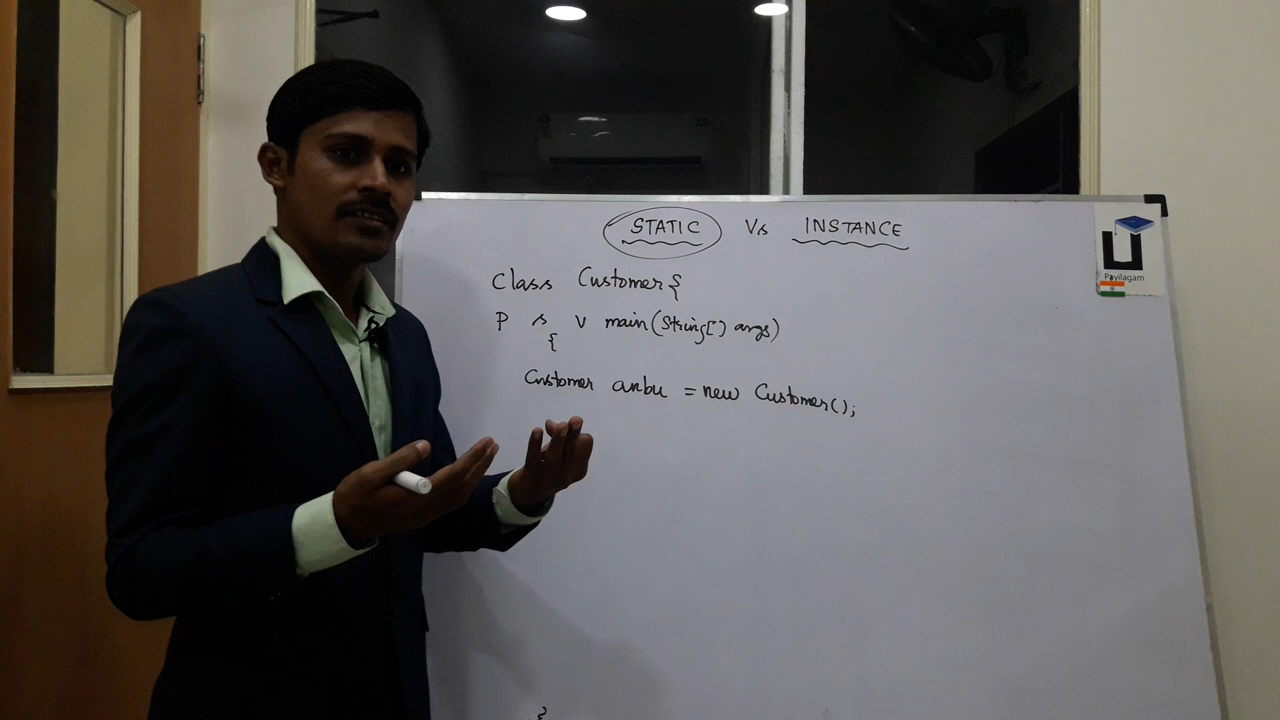 STATIC Vs INSTANCE
Class Customer {
P s v main(String[] args)
{
Customer anbu = new Customer();
}
Payilagam